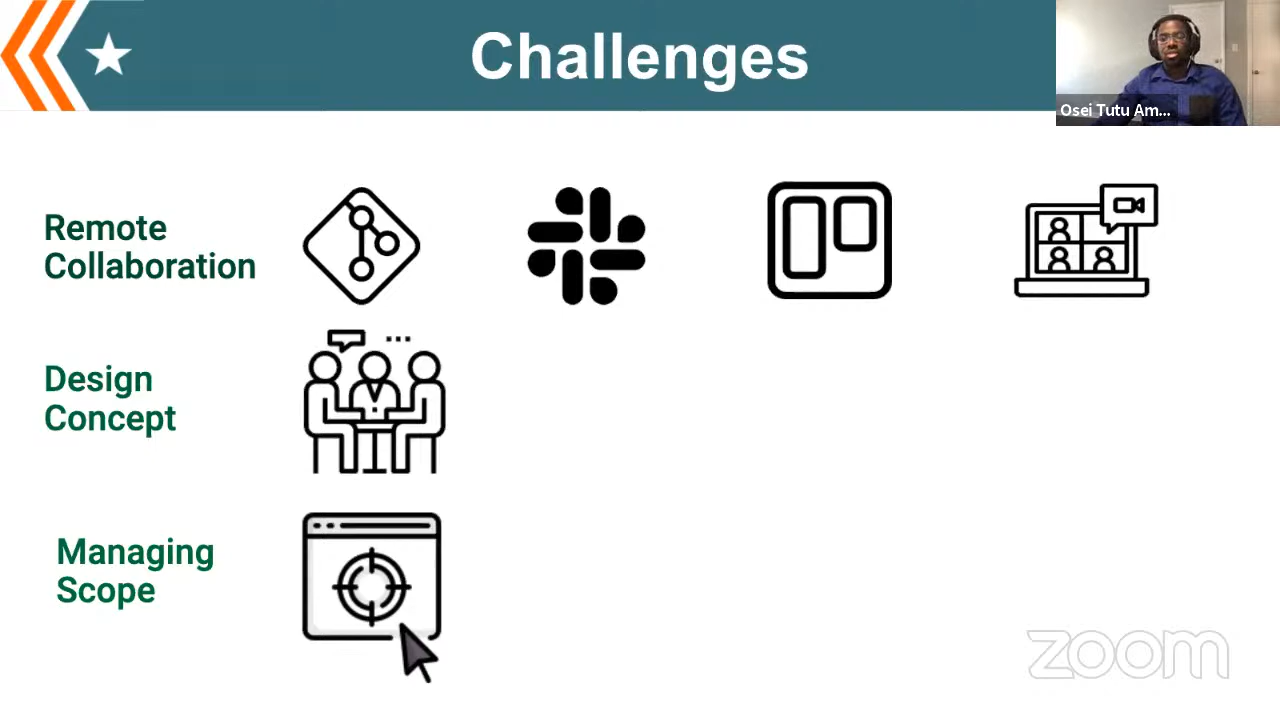 Challenges
Osei Tutu Am...
Remote
Collaboration
Design
Concept
Managing
Scope
zoom